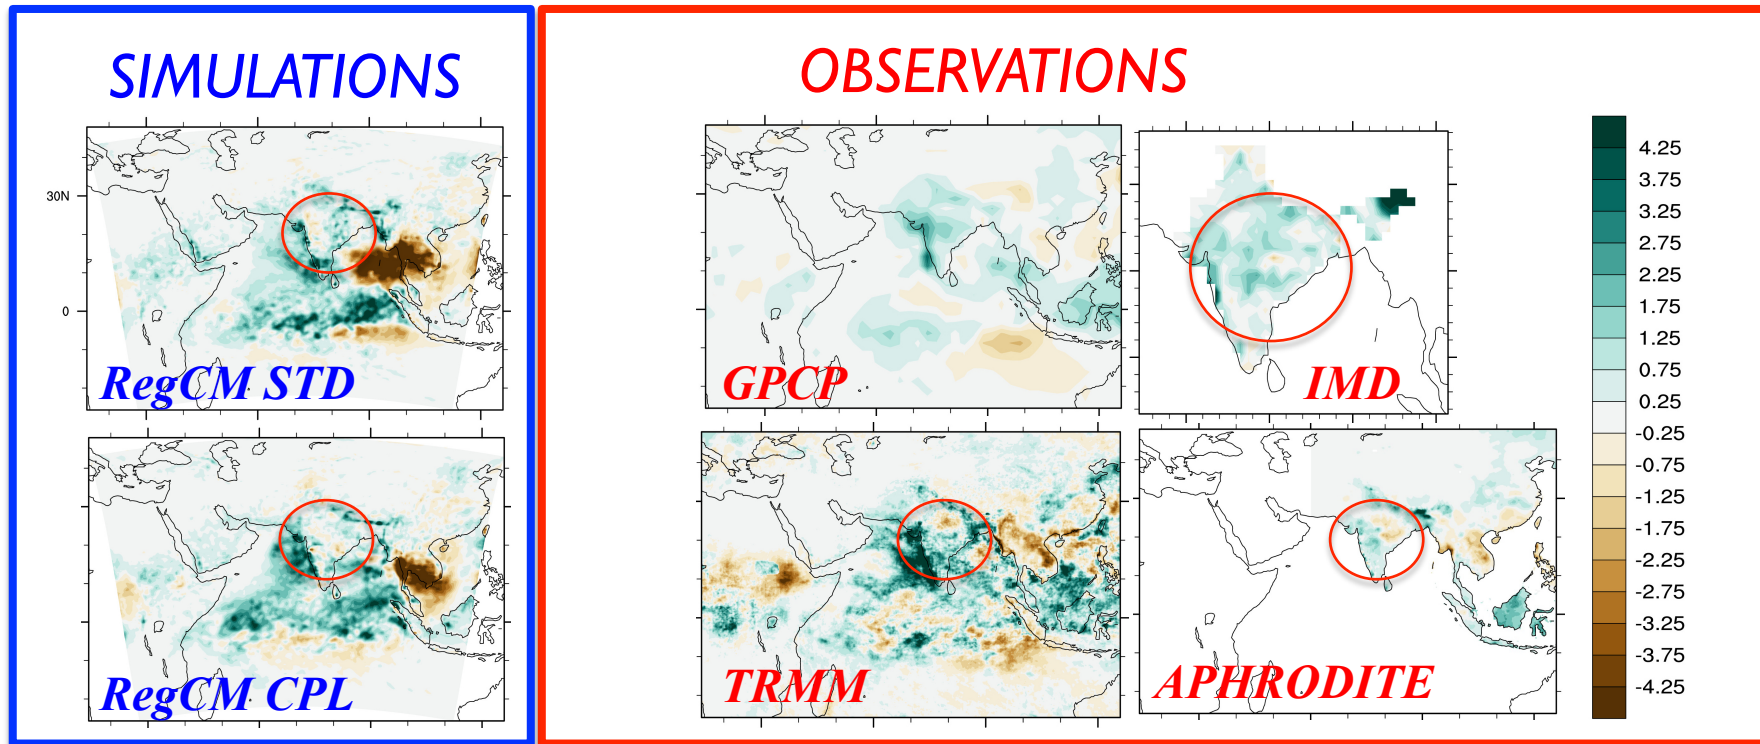 SIMULATIONS
OBSERVATIONS
30N
0
RegCM STD
RegCM CPL
GPCP
IMD
TRMM
APHRODITE
4.25
3.75
3.25
2.75
2.25
1.75
1.25
0.75
0.25
-0.25
-0.75
-1.25
-1.75
-2.25
-2.75
-3.25
-3.75
-4.25